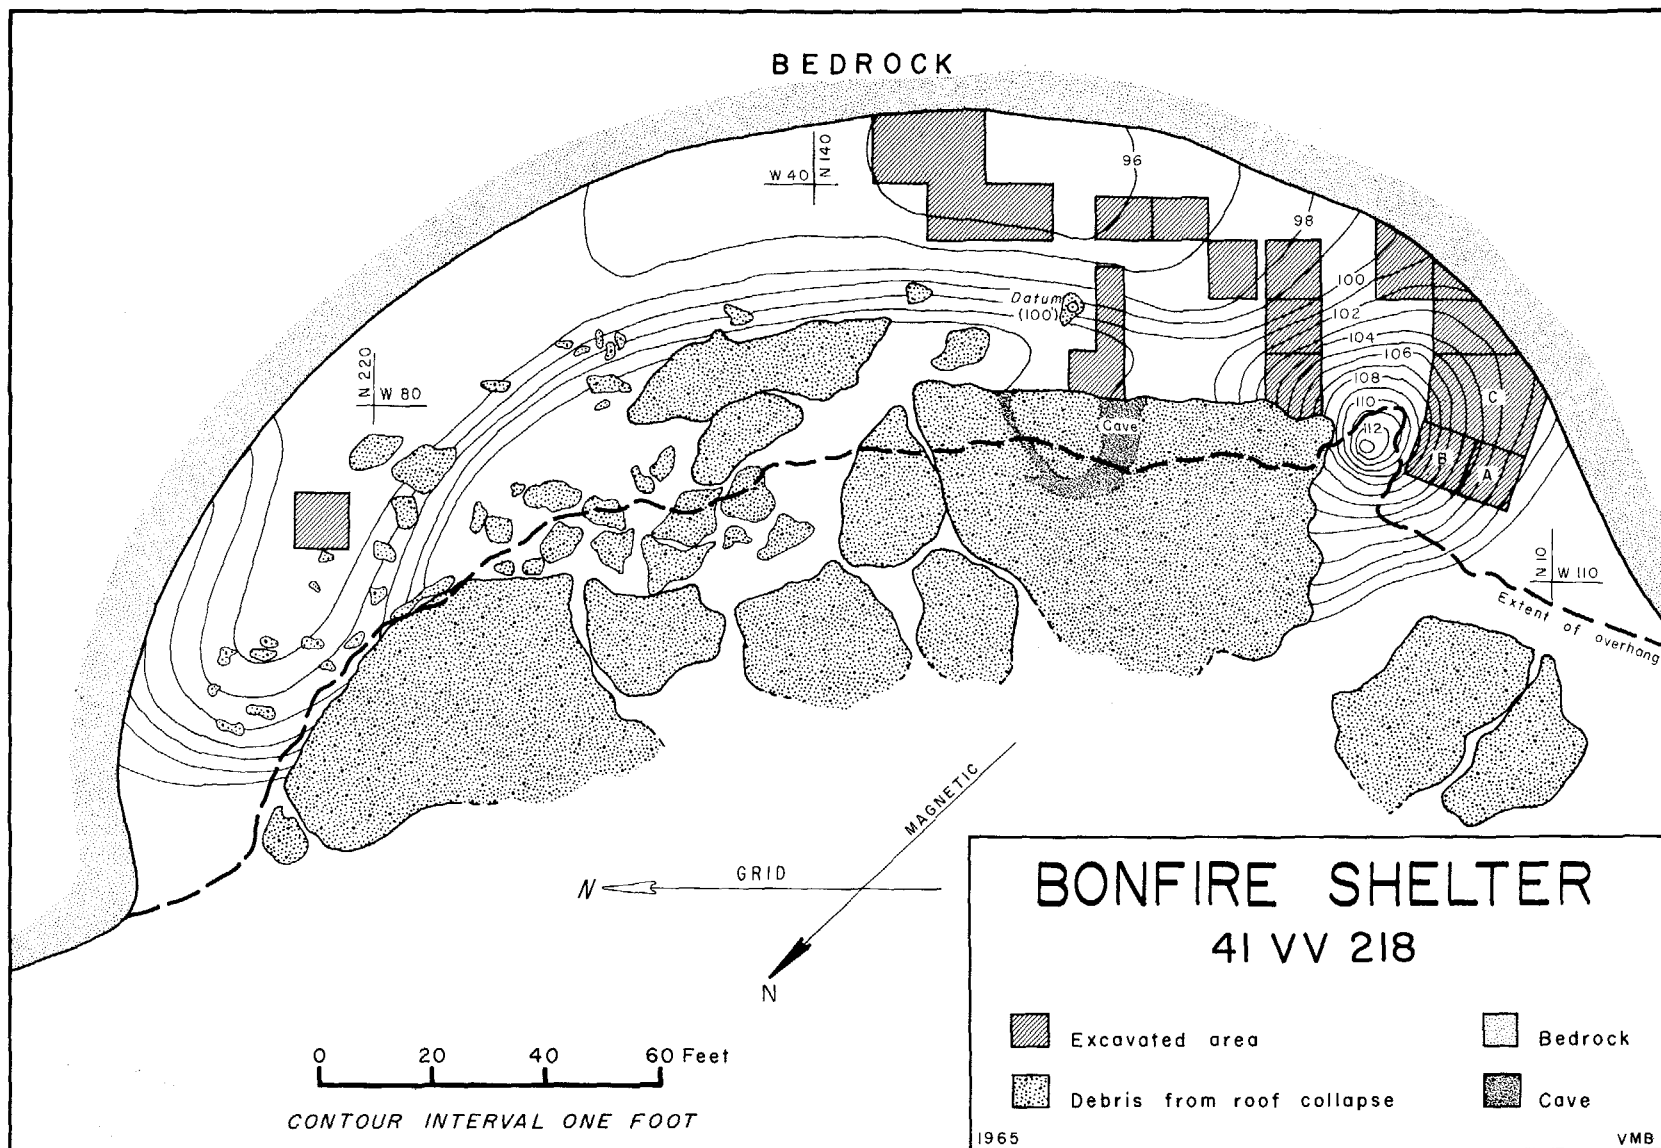 BEDROCK
W 40
N 140
96
98
100
Datum
(100')
102
104
106
108
110
112
N 220
W 80
C
Cave
B
A
N 10
W 110
Extent of overhang
MAGNETIC
N
GRID
N
BONFIRE SHELTER
41 VV 218
0 20 40 60 Feet
CONTOUR INTERVAL ONE FOOT
Excavated area
Bedrock
Debris from roof collapse
Cave
1965
VMB